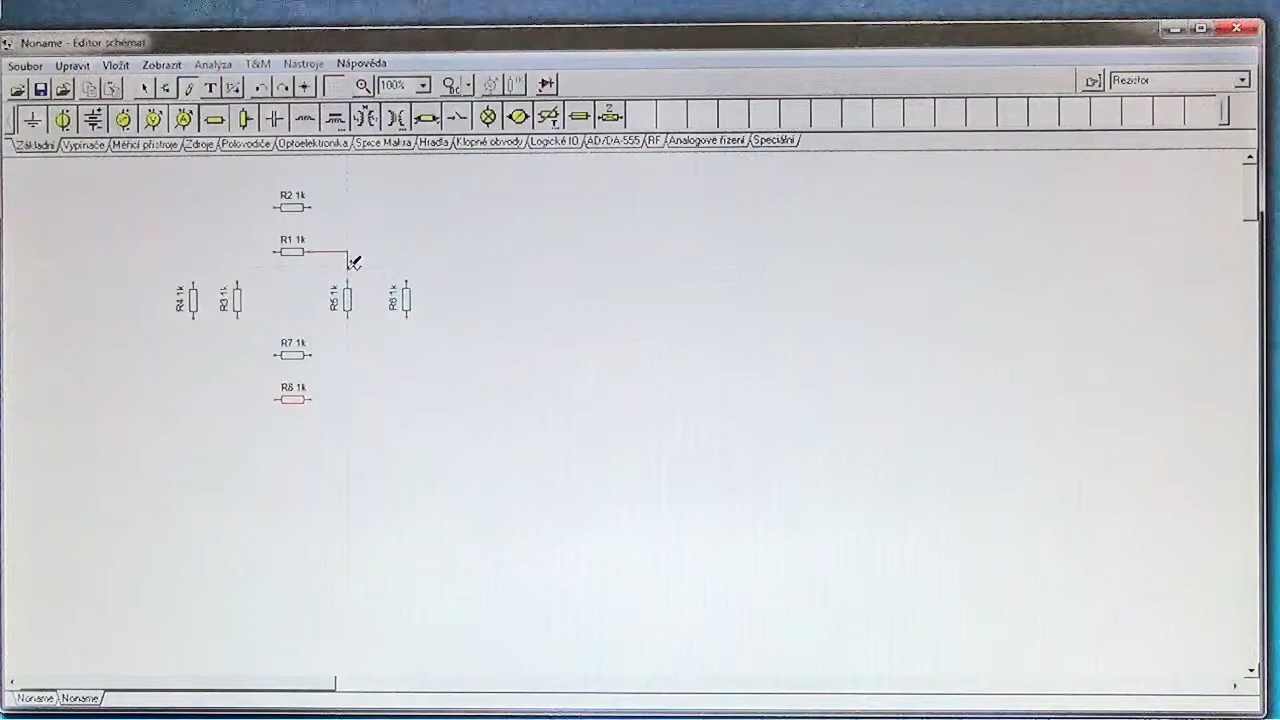 Noname - Editor schémat
Soubor Upravit Vložit Zobrazit Analýza T&M Nástroje Nápověda
T 100% Rezistor
Základní Vypínače Měřicí přístroje Zdroje Polovodiče Optoelektronika Spice Makra Hradla Klopné obvody Logické IO AD/DA-555 RF Analogové řízení Speciální
R2 1k
R1 1k
R4 1k R3 1k R5 1k R6 1k
R7 1k
R8 1k
Noname Noname